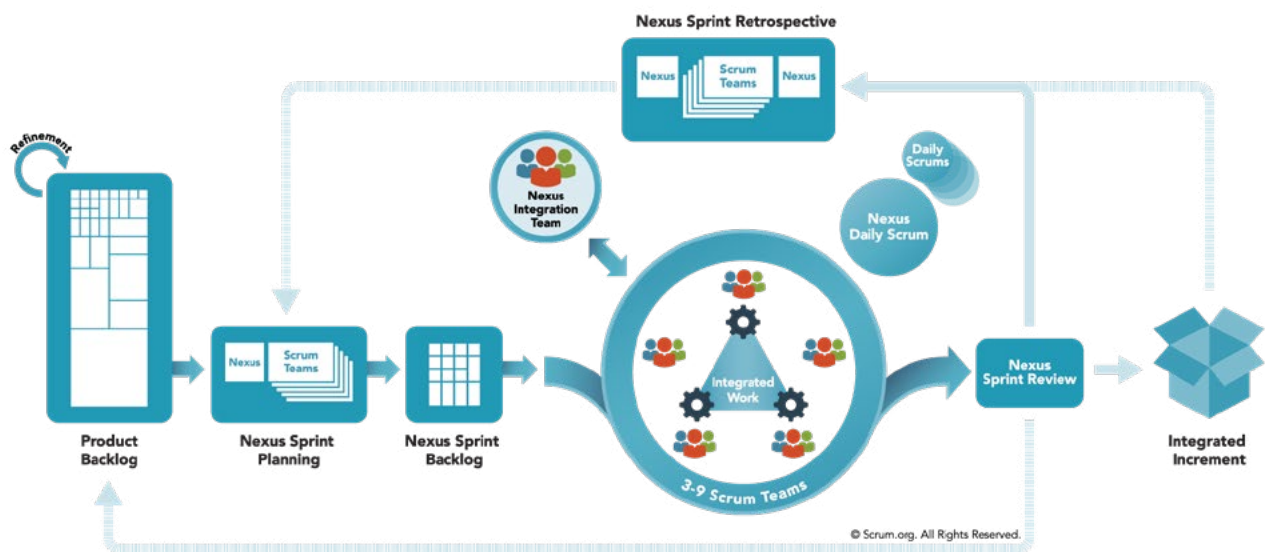 Nexus Sprint Retrospective
Nexus
Scrum
Teams
Nexus
Refinement
Nexus
Integration
Team
Daily
Scrums
Nexus
Daily Scrum
Nexus
Scrum
Teams
Integrated
Work
Nexus
Sprint Review
Product
Backlog
Nexus Sprint
Planning
Nexus Sprint
Backlog
3-9 Scrum Teams
Integrated
Increment
© Scrum.org. All Rights Reserved.